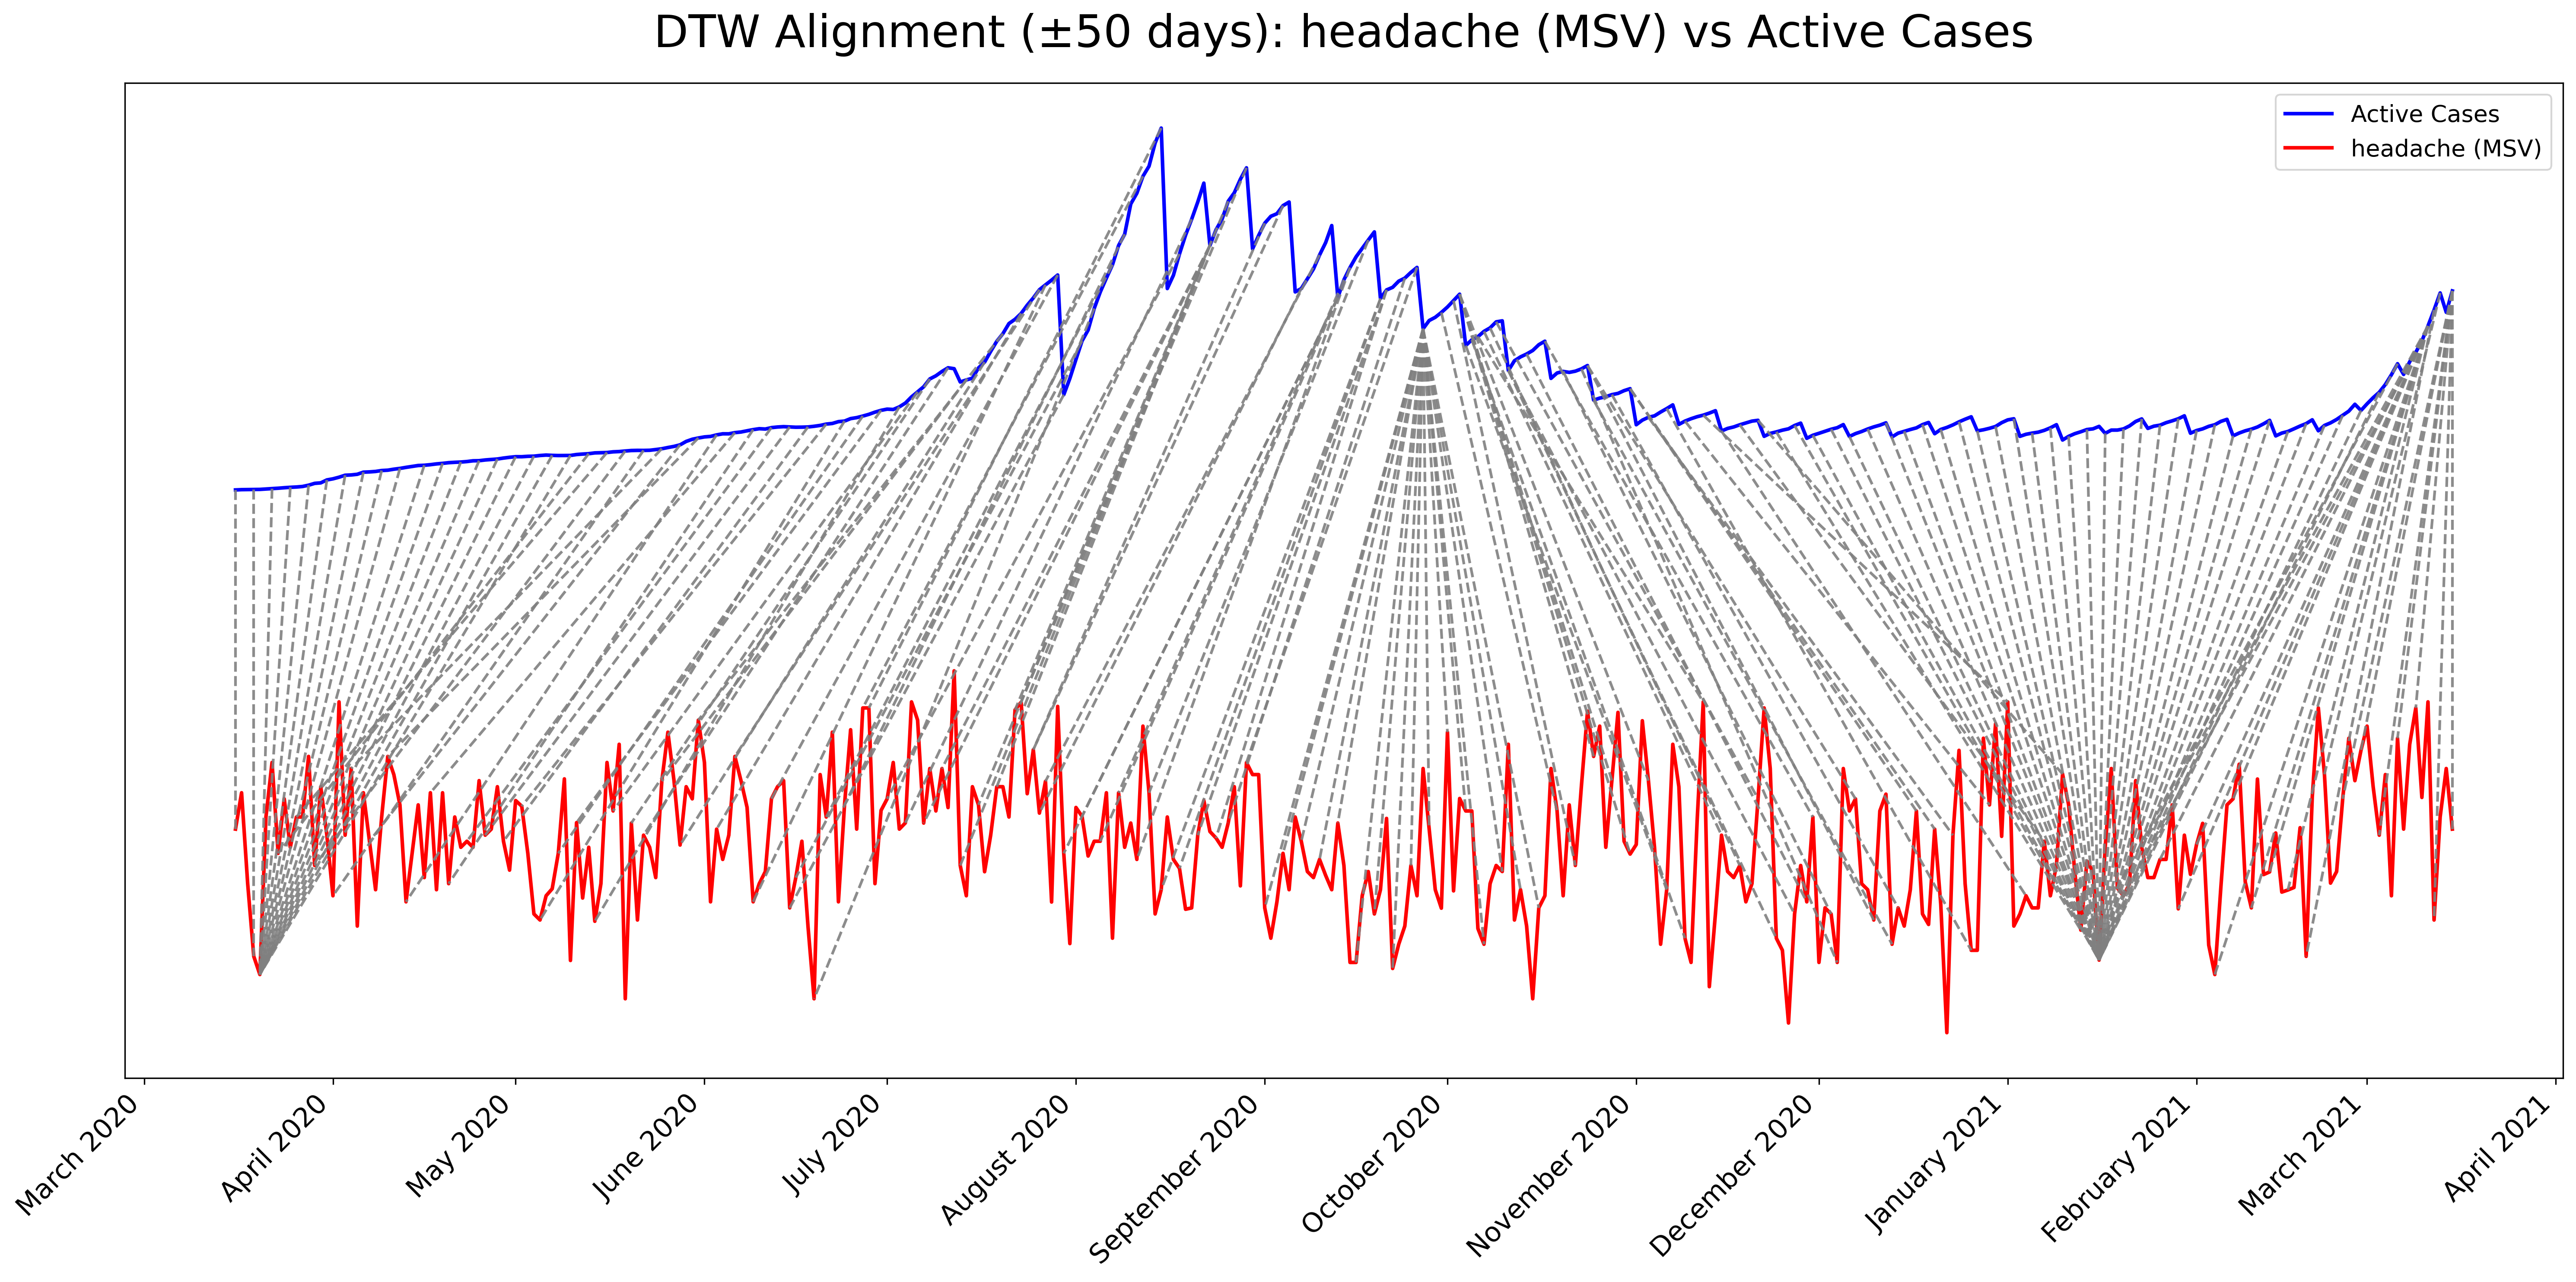 DTW Alignment (±50 days): headache (MSV) vs Active Cases
Active Cases
headache (MSV)
March 2020
April 2020
May 2020
June 2020
July 2020
August 2020
September 2020
October 2020
November 2020
December 2020
January 2021
February 2021
March 2021
April 2021